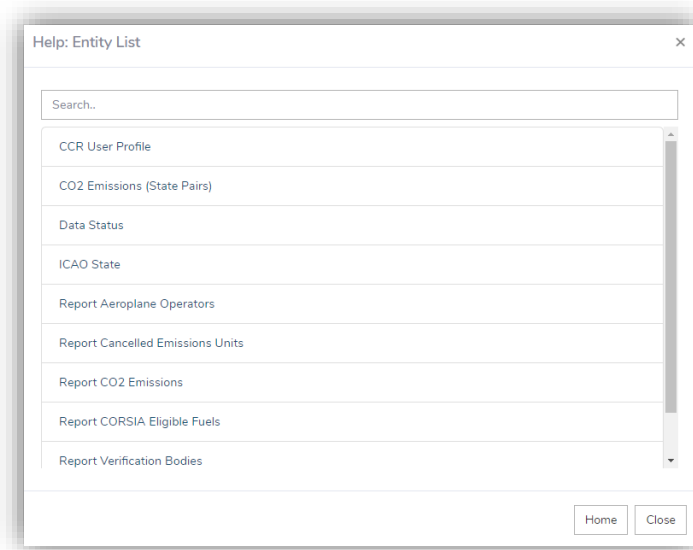 Help: Entity List ×
Search..
CCR User Profile
CO2 Emissions (State Pairs)
Data Status
ICAO State
Report Aeroplane Operators
Report Cancelled Emissions Units
Report CO2 Emissions
Report CORSIA Eligible Fuels
Report Verification Bodies
Home Close